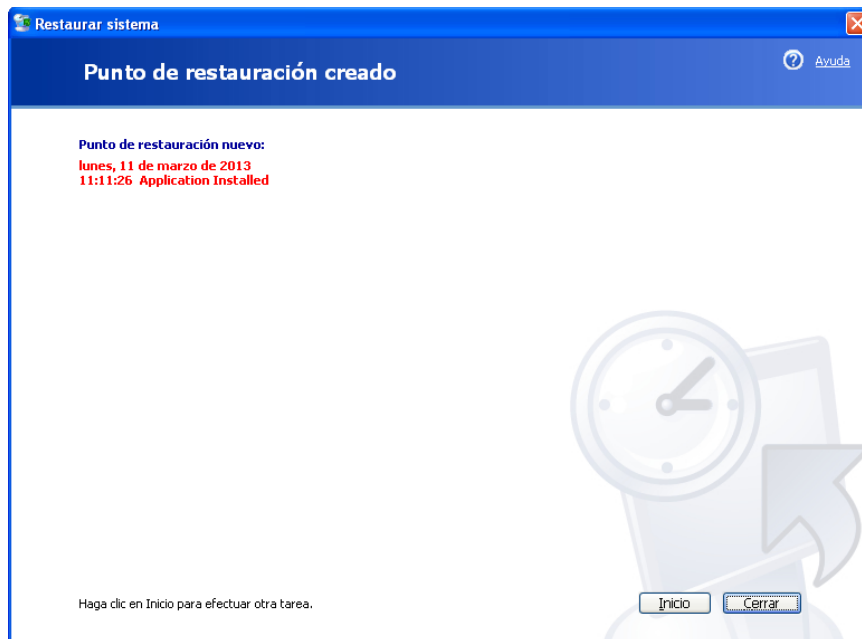 Restaurar sistema
Punto de restauración creado
Ayuda
Punto de restauración nuevo:
lunes, 11 de marzo de 2013
11:11:26 Application Installed
Haga clic en Inicio para efectuar otra tarea.
Inicio
Cerrar